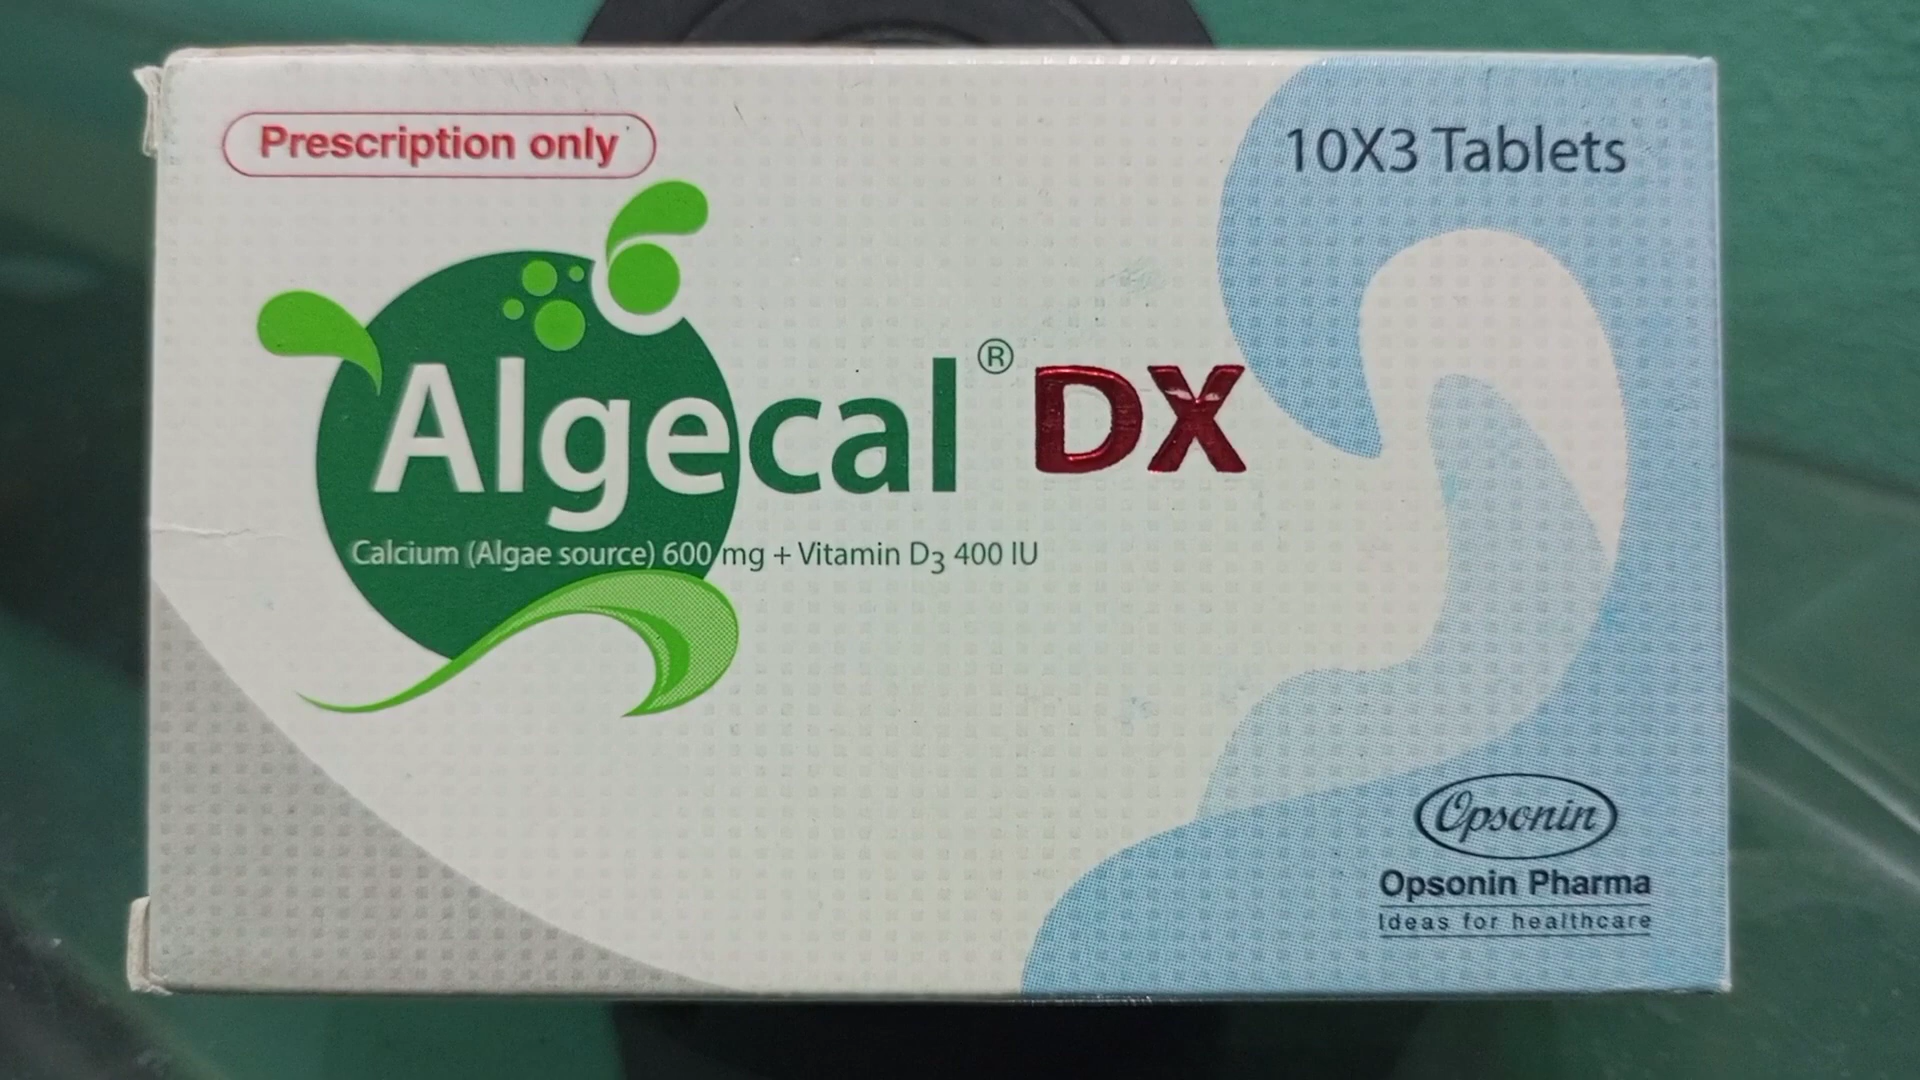 Prescription only
10X3 Tablets
Algecal® DX
Calcium (Algae source) 600 mg + Vitamin D3 400 IU
Opsonin
Opsonin Pharma
Ideas for healthcare